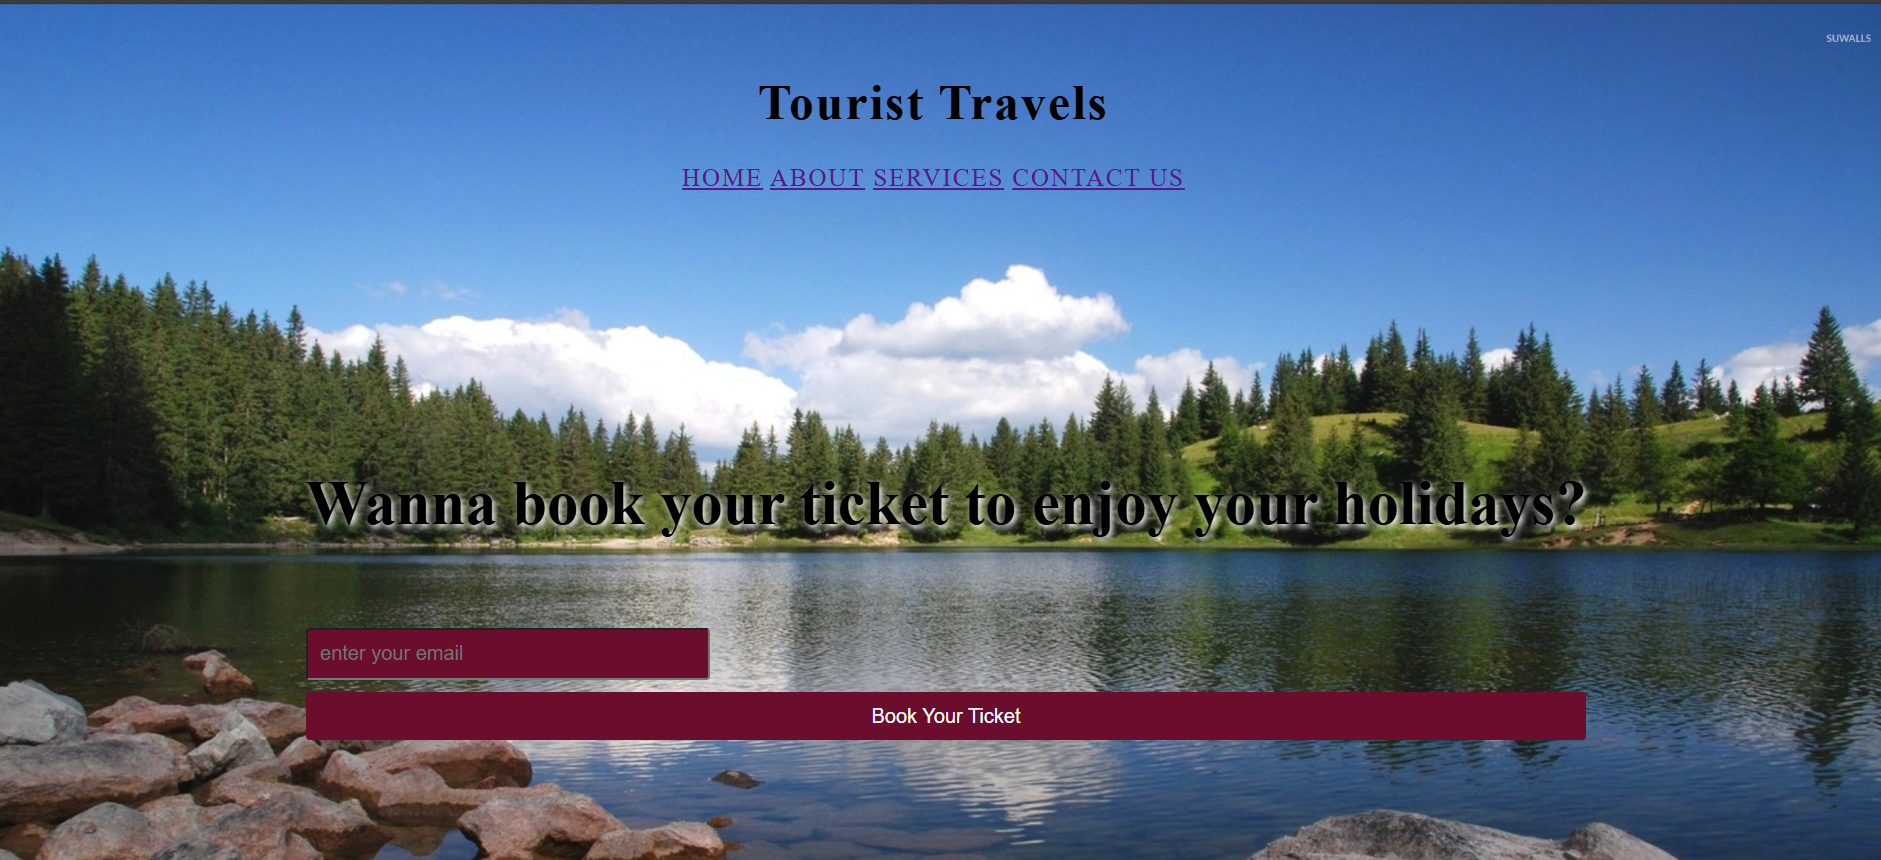 SUWALLS
Tourist Travels
HOME ABOUT SERVICES CONTACT US
Wanna book your ticket to enjoy your holidays?
enter your email
Book Your Ticket